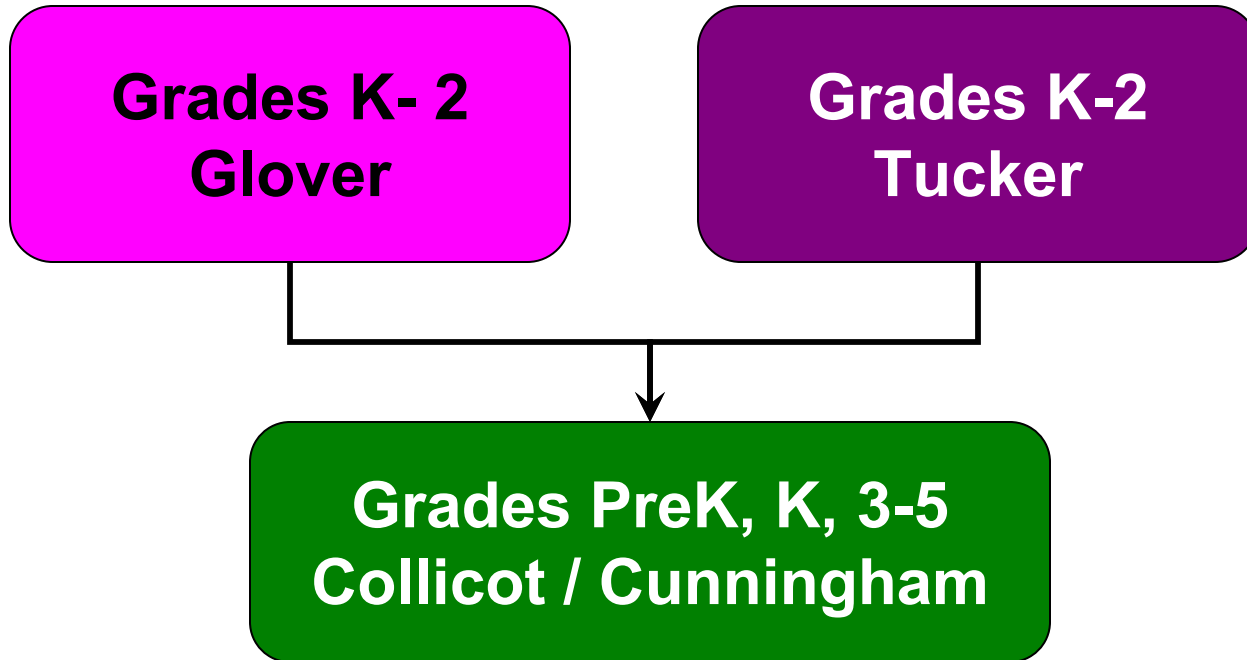 Grades K- 2
Glover
Grades K-2
Tucker
Grades PreK, K, 3-5
Collicot / Cunningham